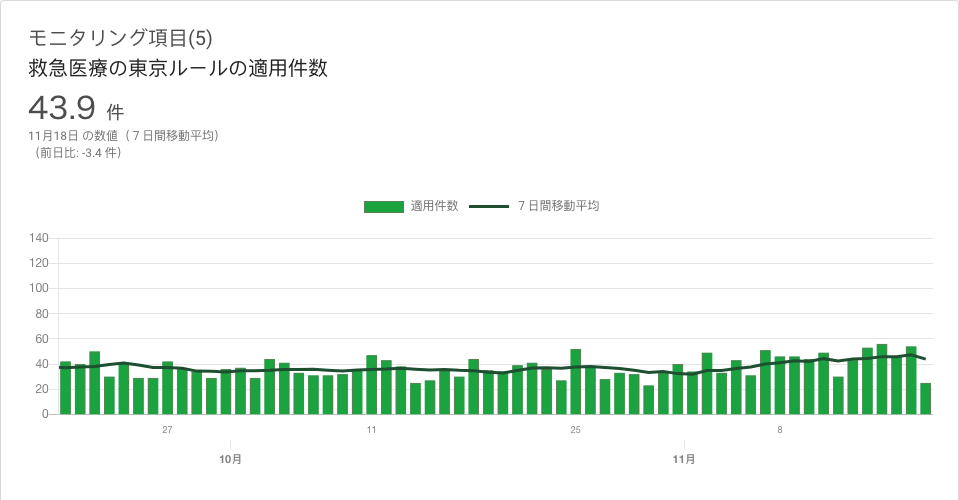 モニタリング項目(5)
救急医療の東京ルールの適用件数
43.9 件
11月18日 の数値（７日間移動平均）
（前日比: -3.4 件）
適用件数 ７日間移動平均
140
120
100
80
60
40
20
0
27 11 25 8
10月 11月